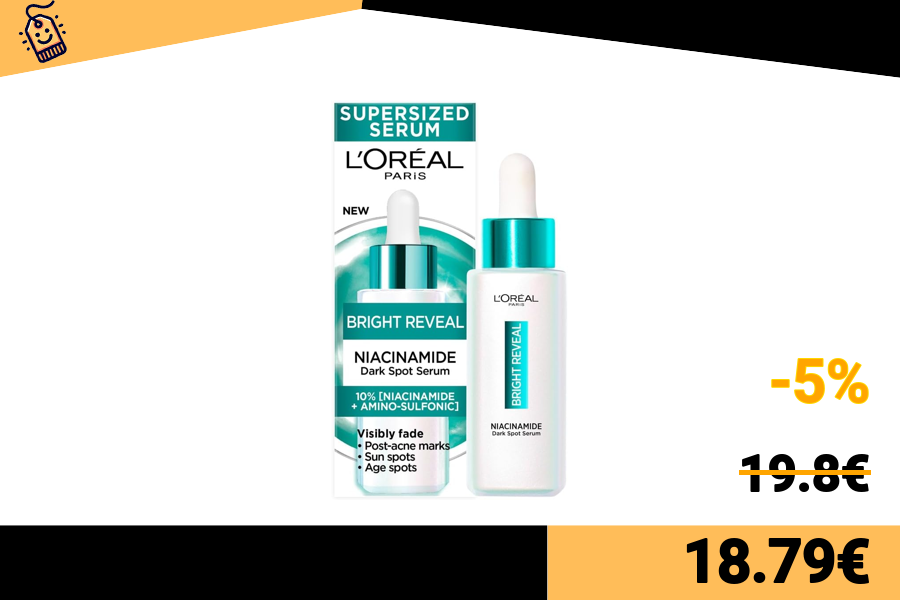 SUPERSIZED
SERUM
L'ORÉAL
PARIS
NEW
BRIGHT REVEAL
NIACINAMIDE
Dark Spot Serum
10% [NIACINAMIDE
+ AMINO-SULFONIC]
Visibly fade
• Post-acne marks
• Sun spots
• Age spots
L'ORÉAL
PARIS
BRIGHT REVEAL
NIACINAMIDE
Dark Spot Serum
-5%
19.8€
18.79€